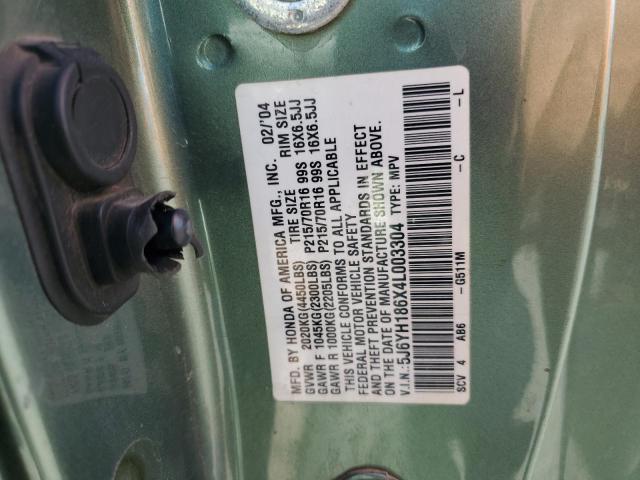 MFD. BY HONDA OF AMERICA MFG., INC. 02/'04
GVWR 2020KG(4450LBS) TIRE SIZE RIM SIZE
GAWR F 1045KG(2300LBS) P215/70R16 99S 16X6.5JJ
GAWR R 1000KG(2205LBS) P215/70R16 99S 16X6.5JJ
THIS VEHICLE CONFORMS TO ALL APPLICABLE
FEDERAL MOTOR VEHICLE SAFETY
AND THEFT PREVENTION STANDARDS IN EFFECT
ON THE DATE OF MANUFACTURE SHOWN ABOVE.
V.I.N.:5J6YH186X4L003304 TYPE: MPV
SCV 4 AB6 -G511M -C -L